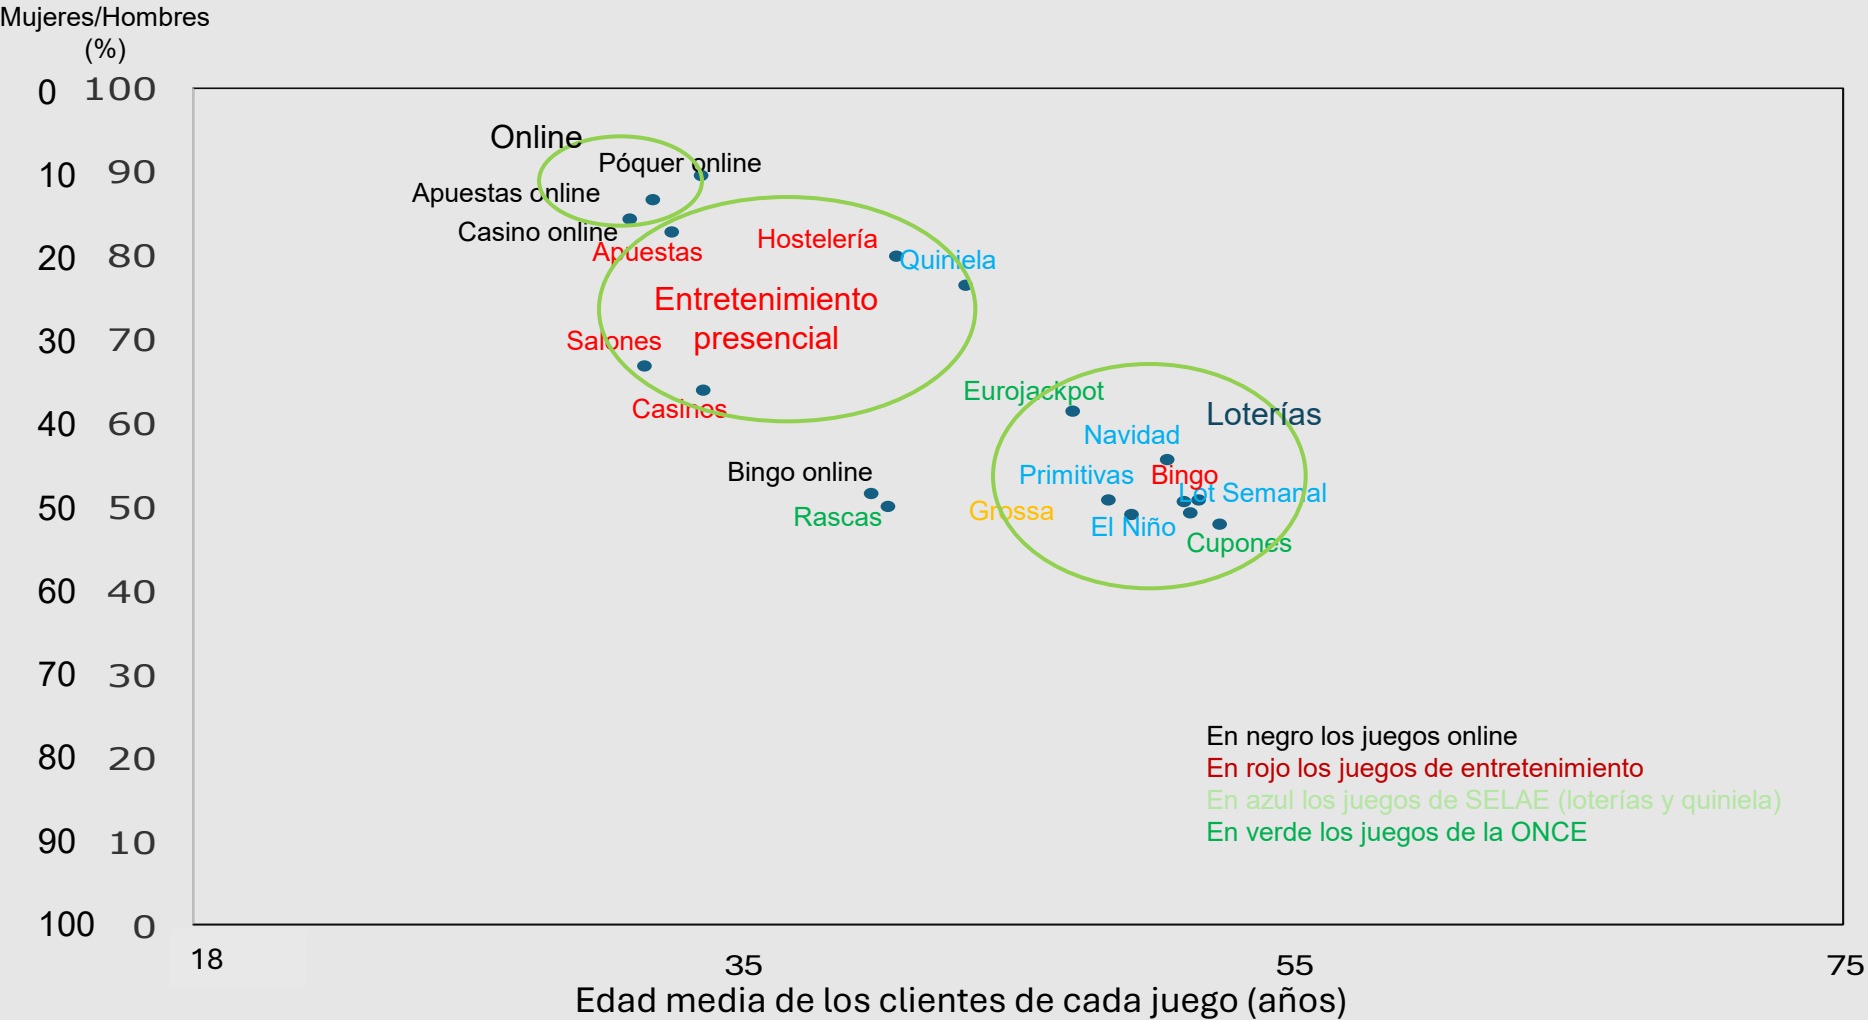 Mujeres/Hombres
(%)
0 100
Online
Póquer online
10 90
Apuestas online
Casino online
Apuestas
Hostelería
20 80
Quiniela
Entretenimiento
presencial
30 70
Salones
Casinos
Eurojackpot
Loterías
40 60
Navidad
Bingo online
Primitivas
Bingo
Lot Semanal
50 50
Rascas
Grossa
El Niño
Cupones
60 40
70 30
En negro los juegos online
80 20
En rojo los juegos de entretenimiento
En azul los juegos de SELAE (loterías y quiniela)
En verde los juegos de la ONCE
90 10
100 0
18 35 55 75
Edad media de los clientes de cada juego (años)